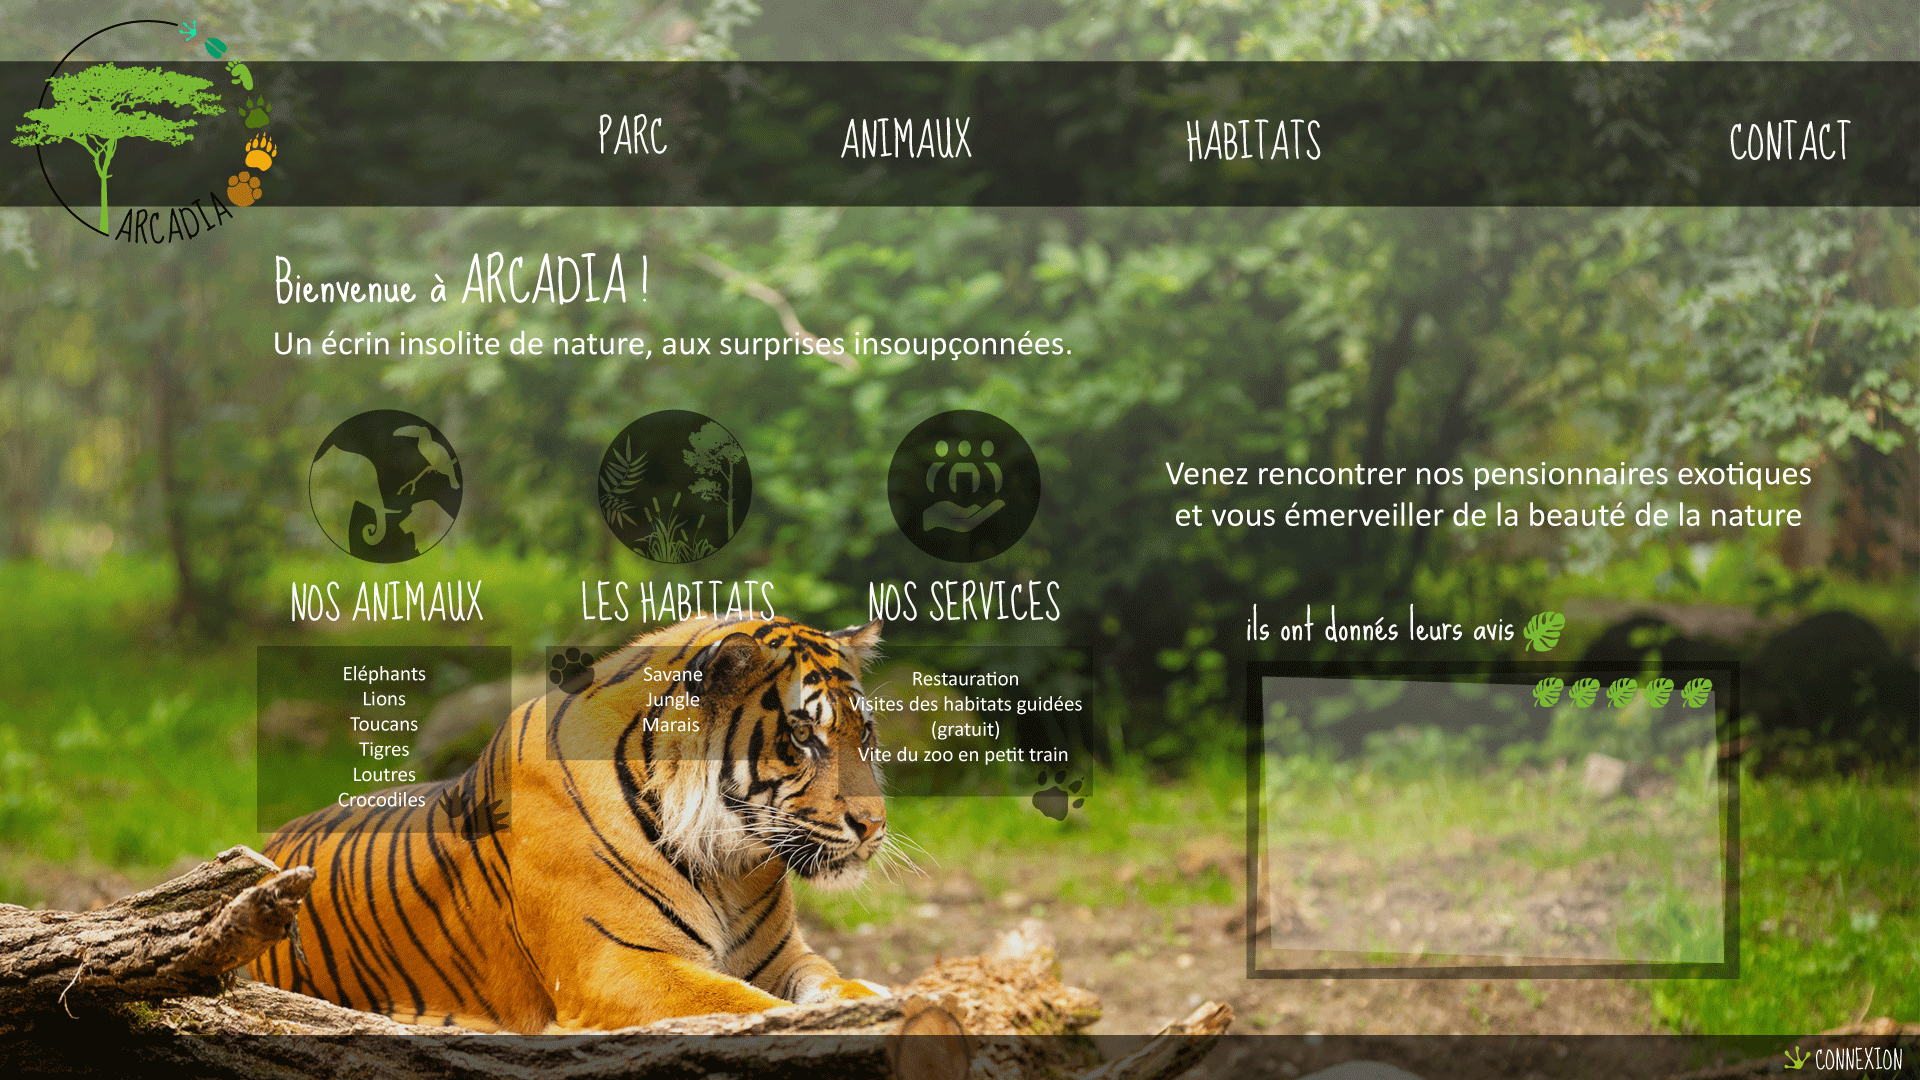 ARCADIA
PARC
ANIMAUX
HABITATS
CONTACT
Bienvenue à ARCADIA !
Un écrin insolite de nature, aux surprises insoupçonnées.
NOS ANIMAUX
Eléphants
Lions
Toucans
Tigres
Loutres
Crocodiles
LES HABITATS
Savane
Jungle
Marais
NOS SERVICES
Restauration
Visites des habitats guidées
(gratuit)
Vite du zoo en petit train
Venez rencontrer nos pensionnaires exotiques
et vous émerveiller de la beauté de la nature
ils ont donnés leurs avis
CONNEXION